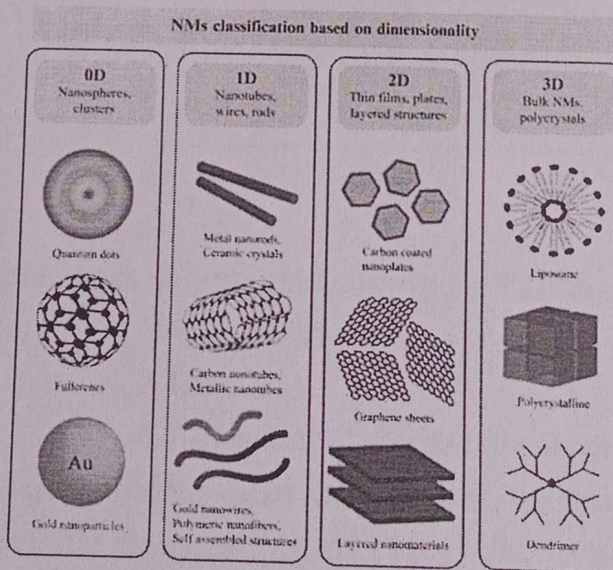 NMs classification based on dimensionality
0D
Nanospheres,
clusters
Quantum dots
Fullerenes
Au
Gold nanoparticles
1D
Nanotubes,
wires, rods
Metal nanorods,
Ceramic crystals
Carbon nanotubes,
Metallic nanotubes
Gold nanowires,
Polymeric nanofibers,
Self assembled structures
2D
Thin films, plates,
layered structures
Carbon coated
nanoplates
Graphene sheets
Layered nanomaterials
3D
Bulk NMs,
polycrystals
Liposome
Polycrystalline
Dendrimer